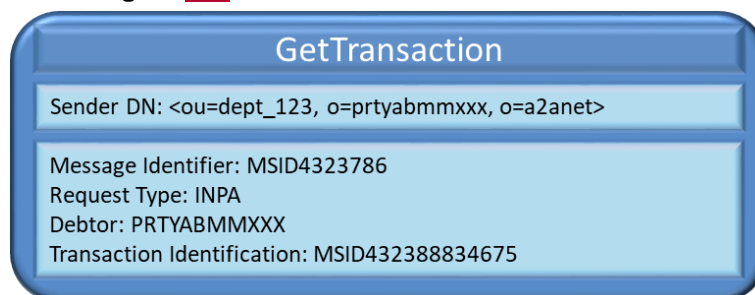 GetTransaction
Sender DN: <ou=dept_123, o=prtyabmmxxx, o=a2anet>
Message Identifier: MSID4323786
Request Type: INPA
Debtor: PRTYABMMXXX
Transaction Identification: MSID432388834675